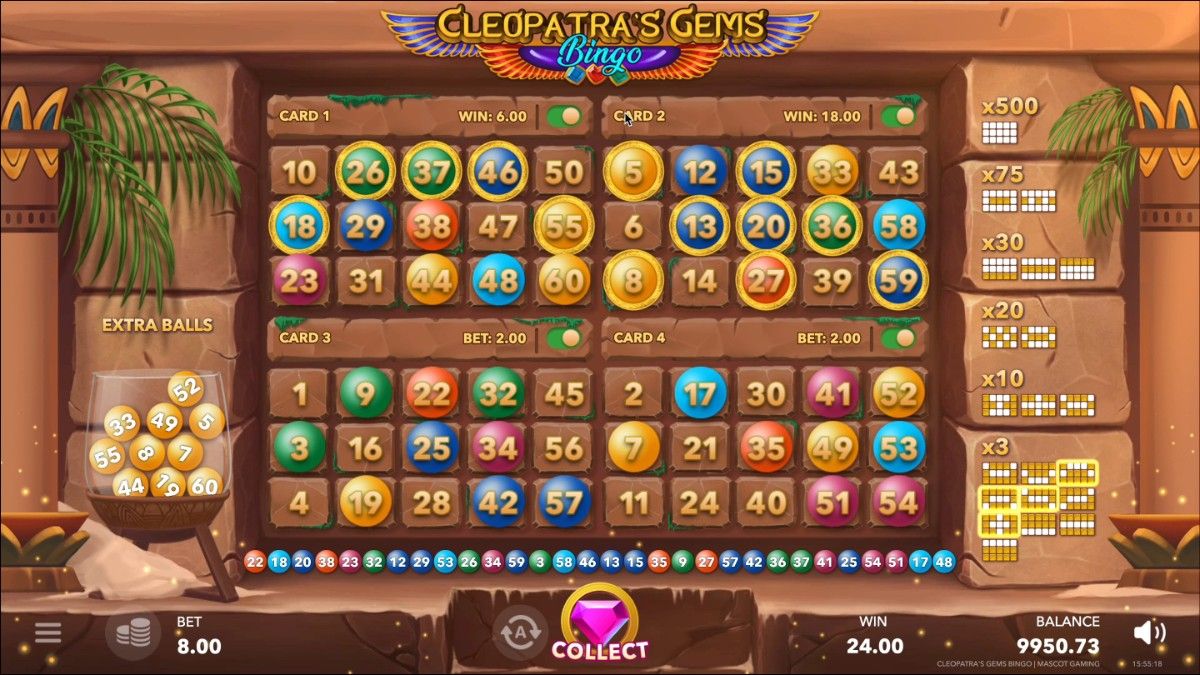 CLEOPATRA'S GEMS
Bingo
CARD 1 WIN: 6.00
10 26 37 46 50
18 29 38 47 55
23 31 44 48 60
CARD 2 WIN: 18.00
5 12 15 33 43
6 13 20 36 58
8 14 27 39 59
CARD 3 BET: 2.00
1 9 22 32 45
3 16 25 34 56
4 19 28 42 57
CARD 4 BET: 2.00
2 17 30 41 52
7 21 35 49 53
11 24 40 51 54
x500
x75
x30
x20
x10
x3
EXTRA BALLS
52
33 49 5
55 8 7
44 19 60
22 18 20 38 23 32 12 29 53 26 34 59 3 58 46 13 15 35 9 27 57 42 36 37 41 25 54 51 17 48
BET
8.00
A
COLLECT
WIN
24.00
BALANCE
9950.73
CLEOPATRA'S GEMS BINGO | MASCOT GAMING
15:55:18